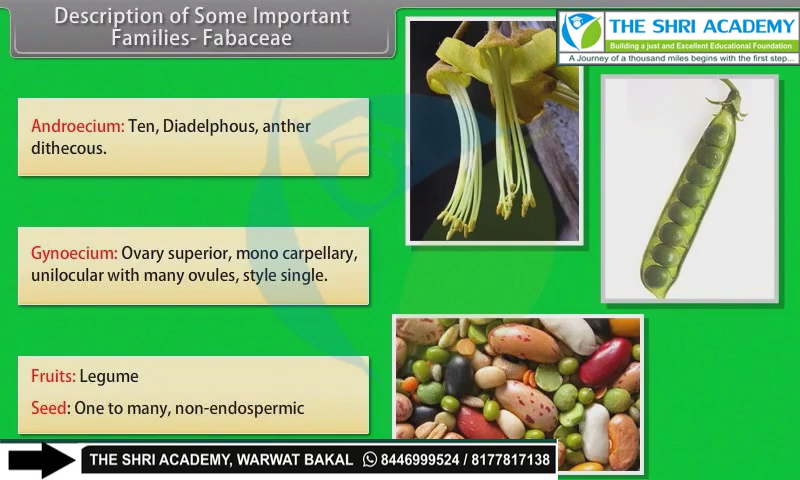 Description of Some Important
Families- Fabaceae
THE SHRI ACADEMY
Building a just and Excellent Educational Foundation
A Journey of a thousand miles begins with the first step...
Androecium: Ten, Diadelphous, anther
dithecous.
Gynoecium: Ovary superior, mono carpellary,
unilocular with many ovules, style single.
Fruits: Legume
Seed: One to many, non-endospermic
THE SHRI ACADEMY, WARWAT BAKAL 8446999524 / 8177817138